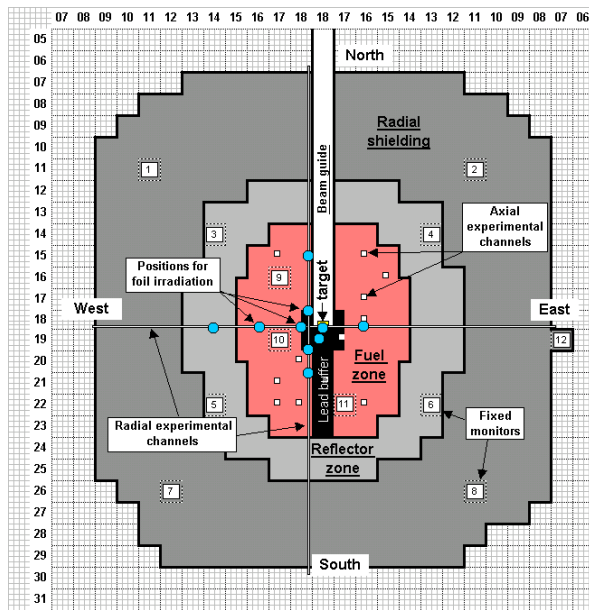 07 08 09 10 11 12 13 14 15 16 17 18 18 17 16 15 14 13 12 11 10 09 08 07 06
05
06
North
07
08
09
Radial
shielding
10
11
1
2
12
Beam guide
13
Axial
experimental
channels
14
3
4
15
Positions for
foil irradiation
16
9
target
17
West
East
18
19
10
12
20
Fuel
zone
21
Lead buffer
22
5
11
6
Fixed
monitors
23
Radial experimental
channels
24
Reflector
zone
25
26
7
8
27
28
29
South
30
31